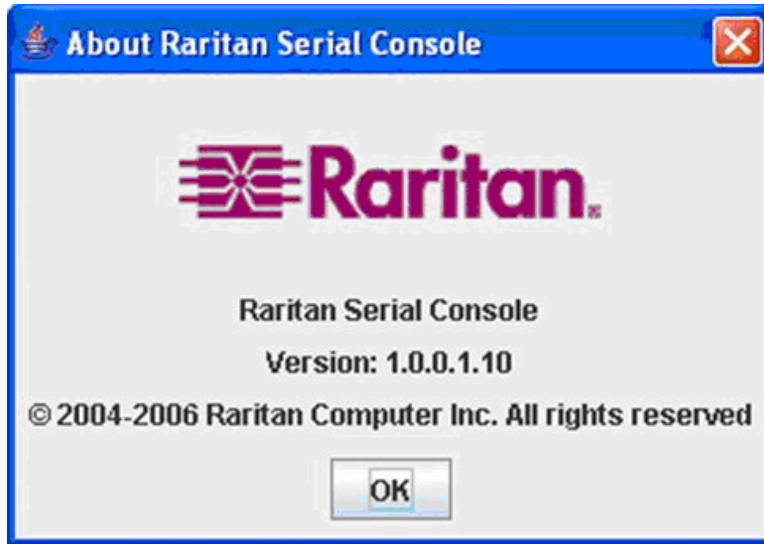 About Raritan Serial Console
Raritan.
Raritan Serial Console
Version: 1.0.0.1.10
© 2004-2006 Raritan Computer Inc. All rights reserved
OK